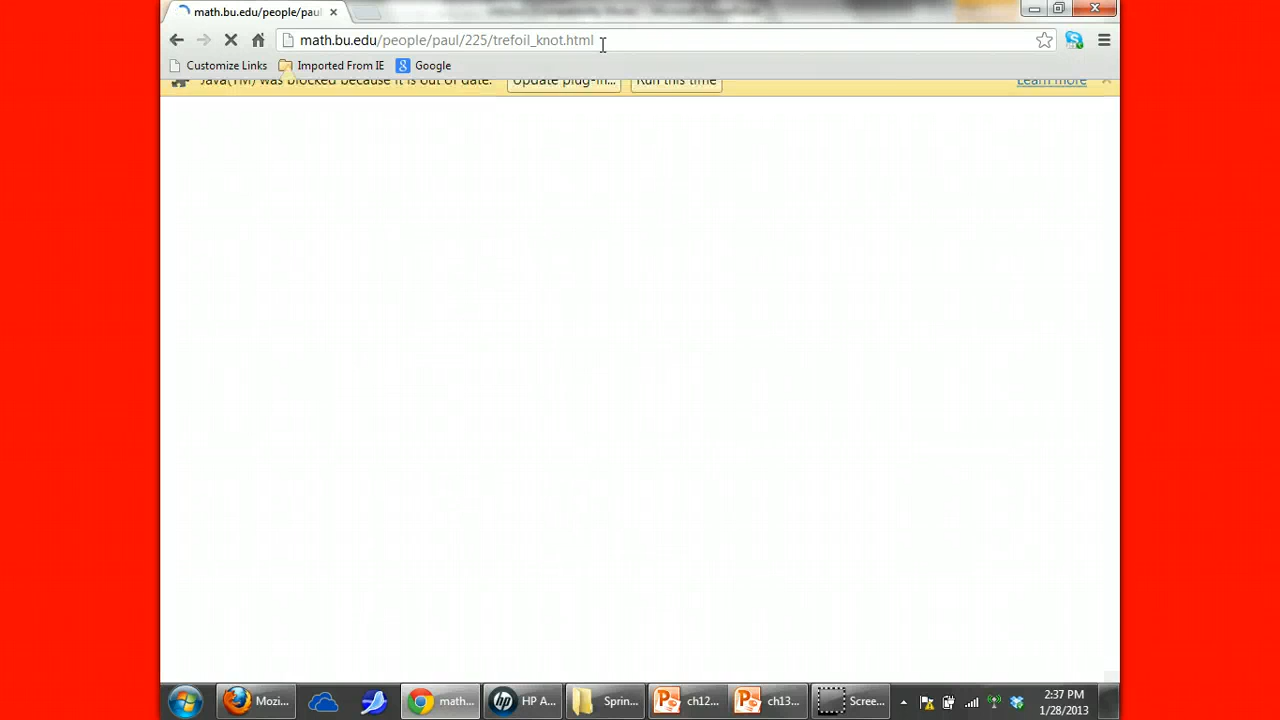 math.bu.edu/people/pau
math.bu.edu/people/paul/225/trefoil_knot.html
Customize Links Imported From IE Google
Java(TM) was blocked because it is out of date. Update plug-in... Run this time Learn more
Mozi... math... HP A... Sprin... ch12... ch13... Scree... 2:37 PM
1/28/2013